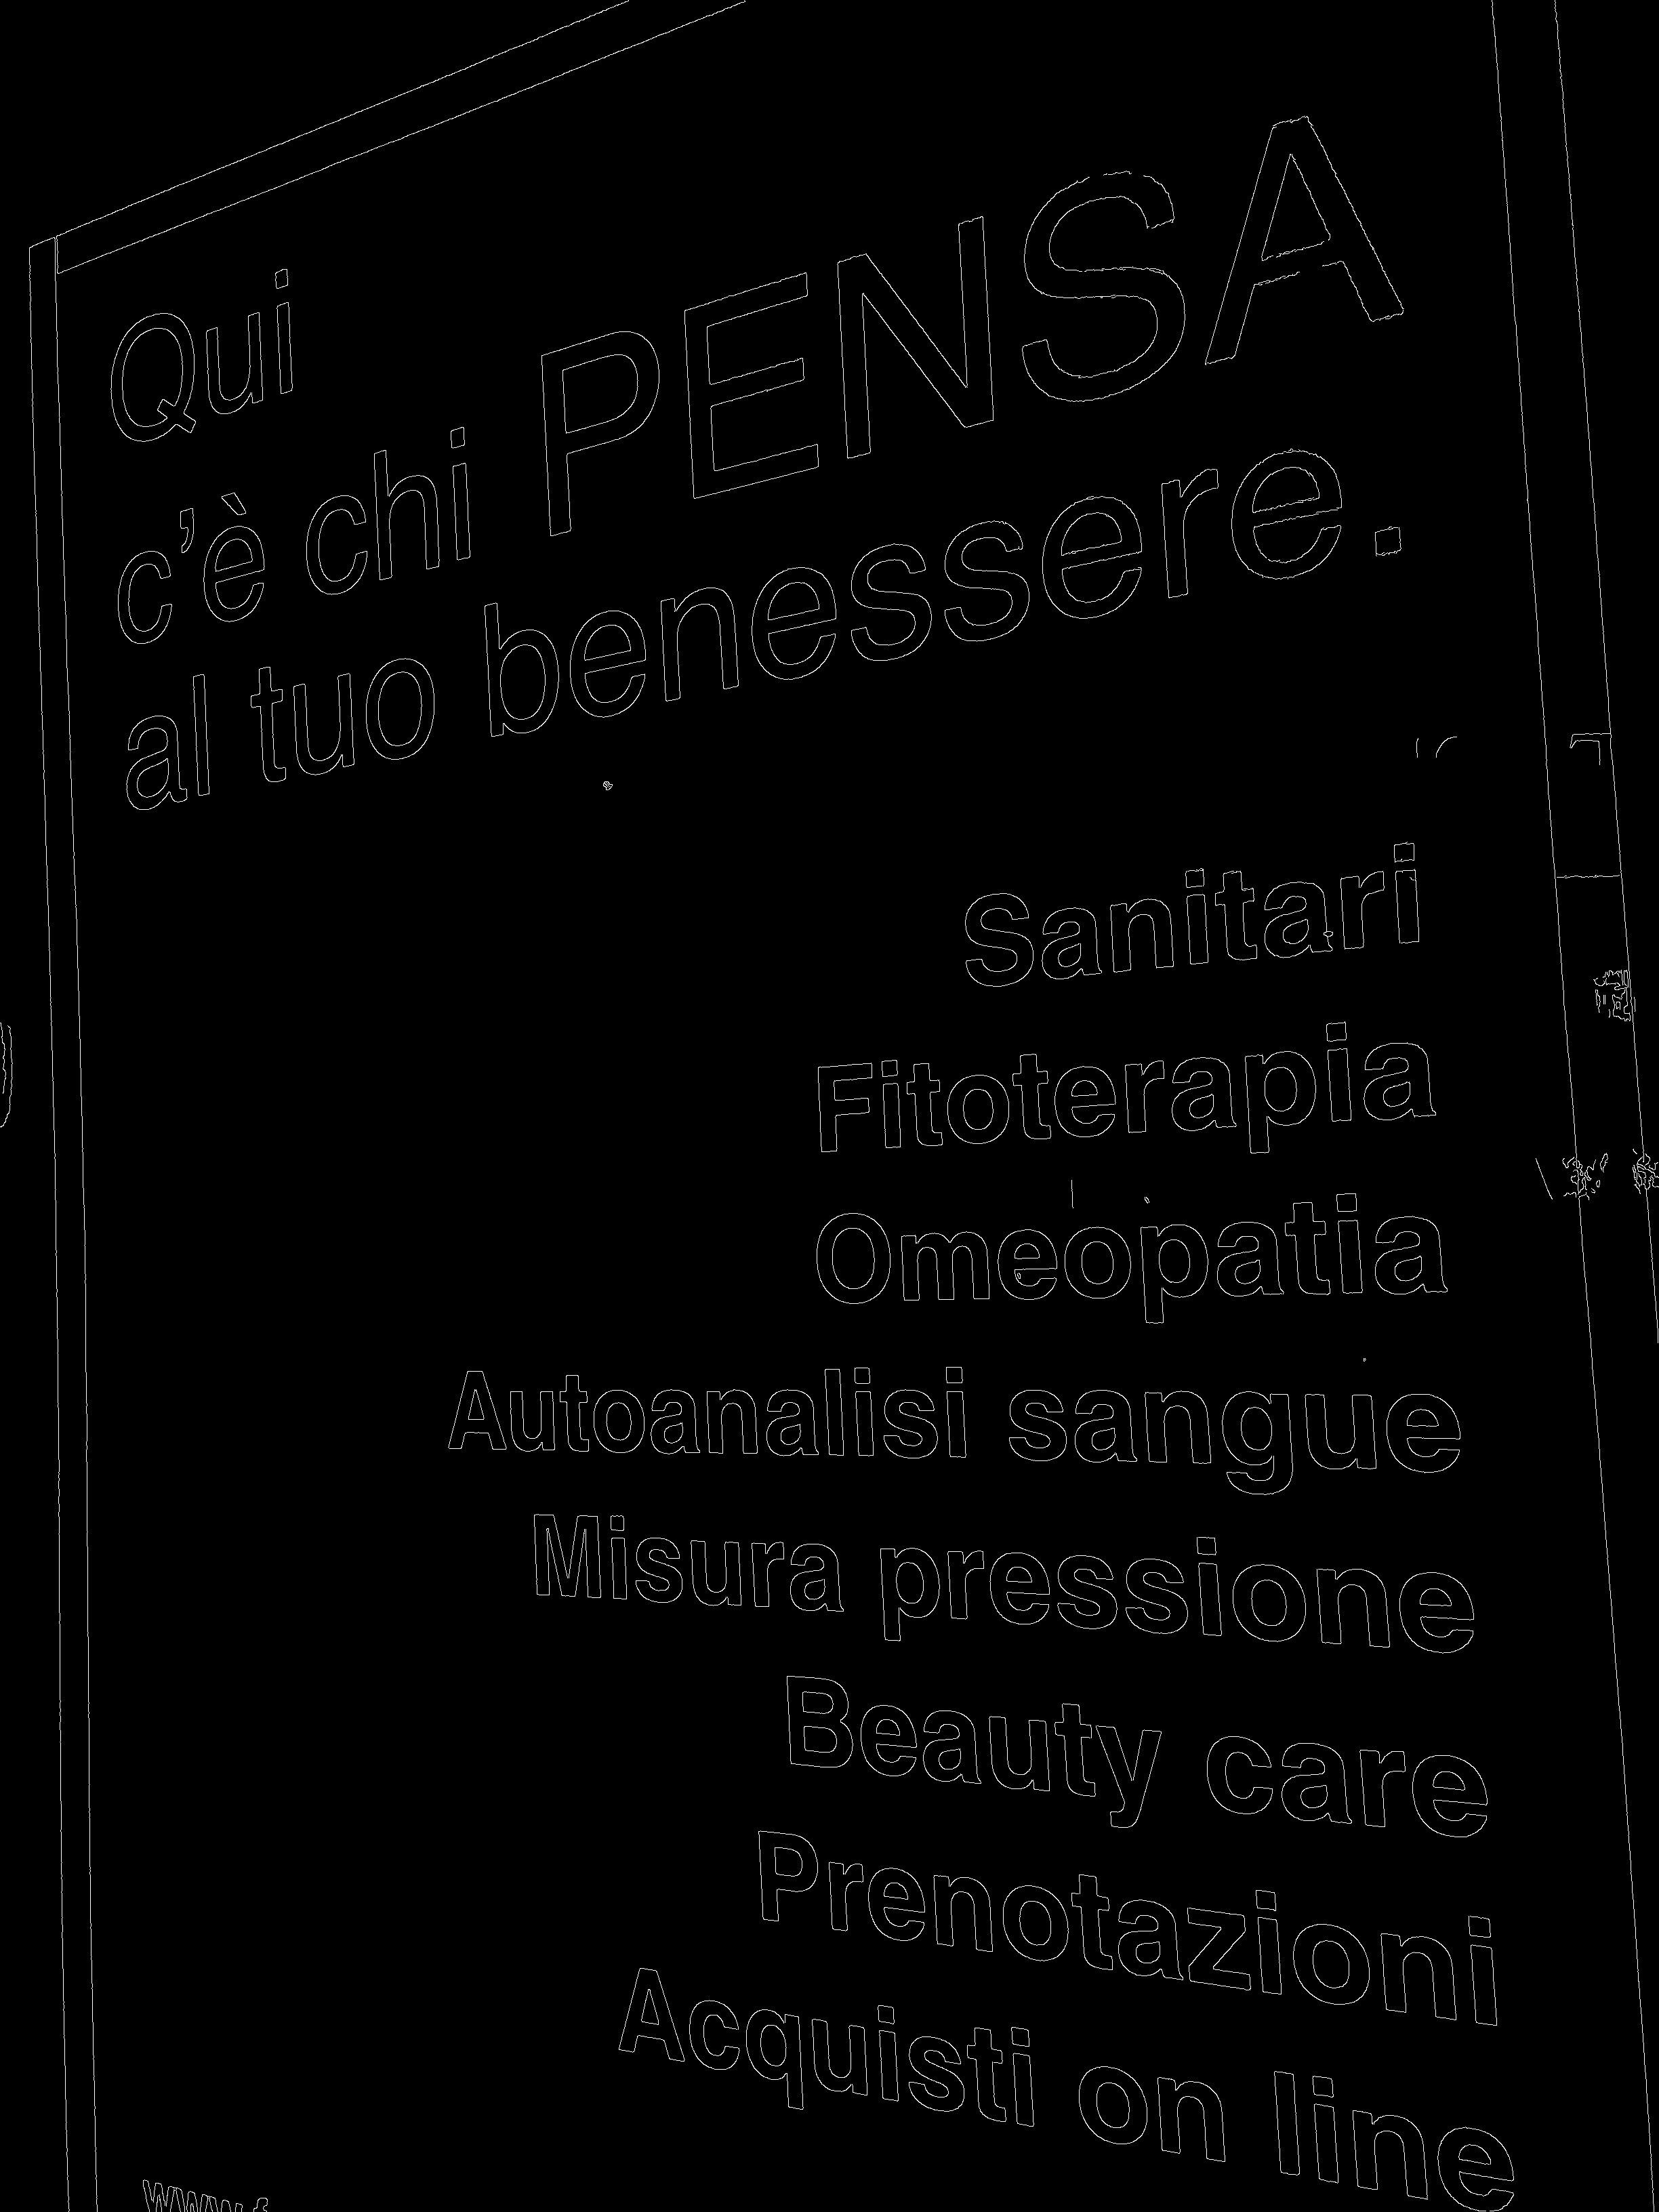 Qui
c'è chi PENSA
al tuo benessere.
Sanitari
Fitoterapia
Omeopatia
Autoanalisi sangue
Misura pressione
Beauty care
Prenotazioni
Acquisti on line